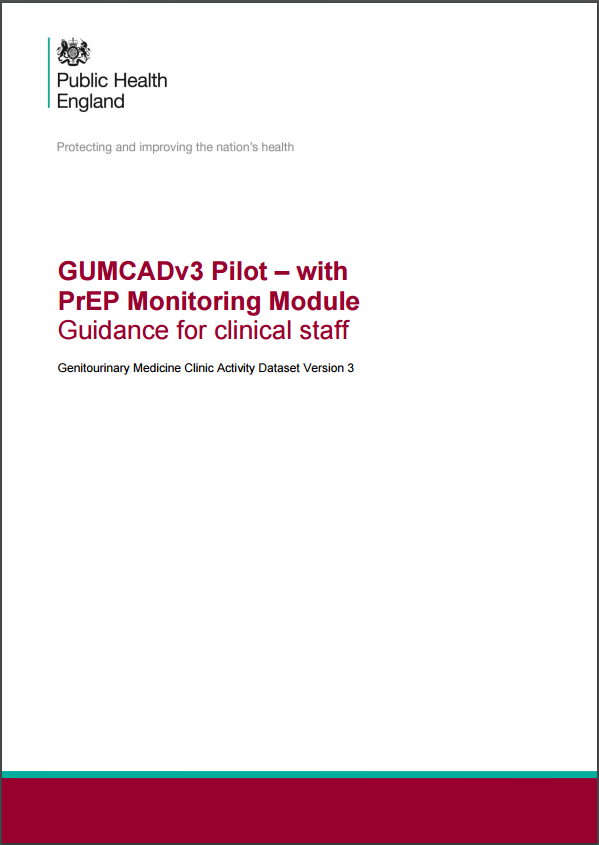 Public Health
England
Protecting and improving the nation's health
GUMCADv3 Pilot – with
PrEP Monitoring Module
Guidance for clinical staff
Genitourinary Medicine Clinic Activity Dataset Version 3